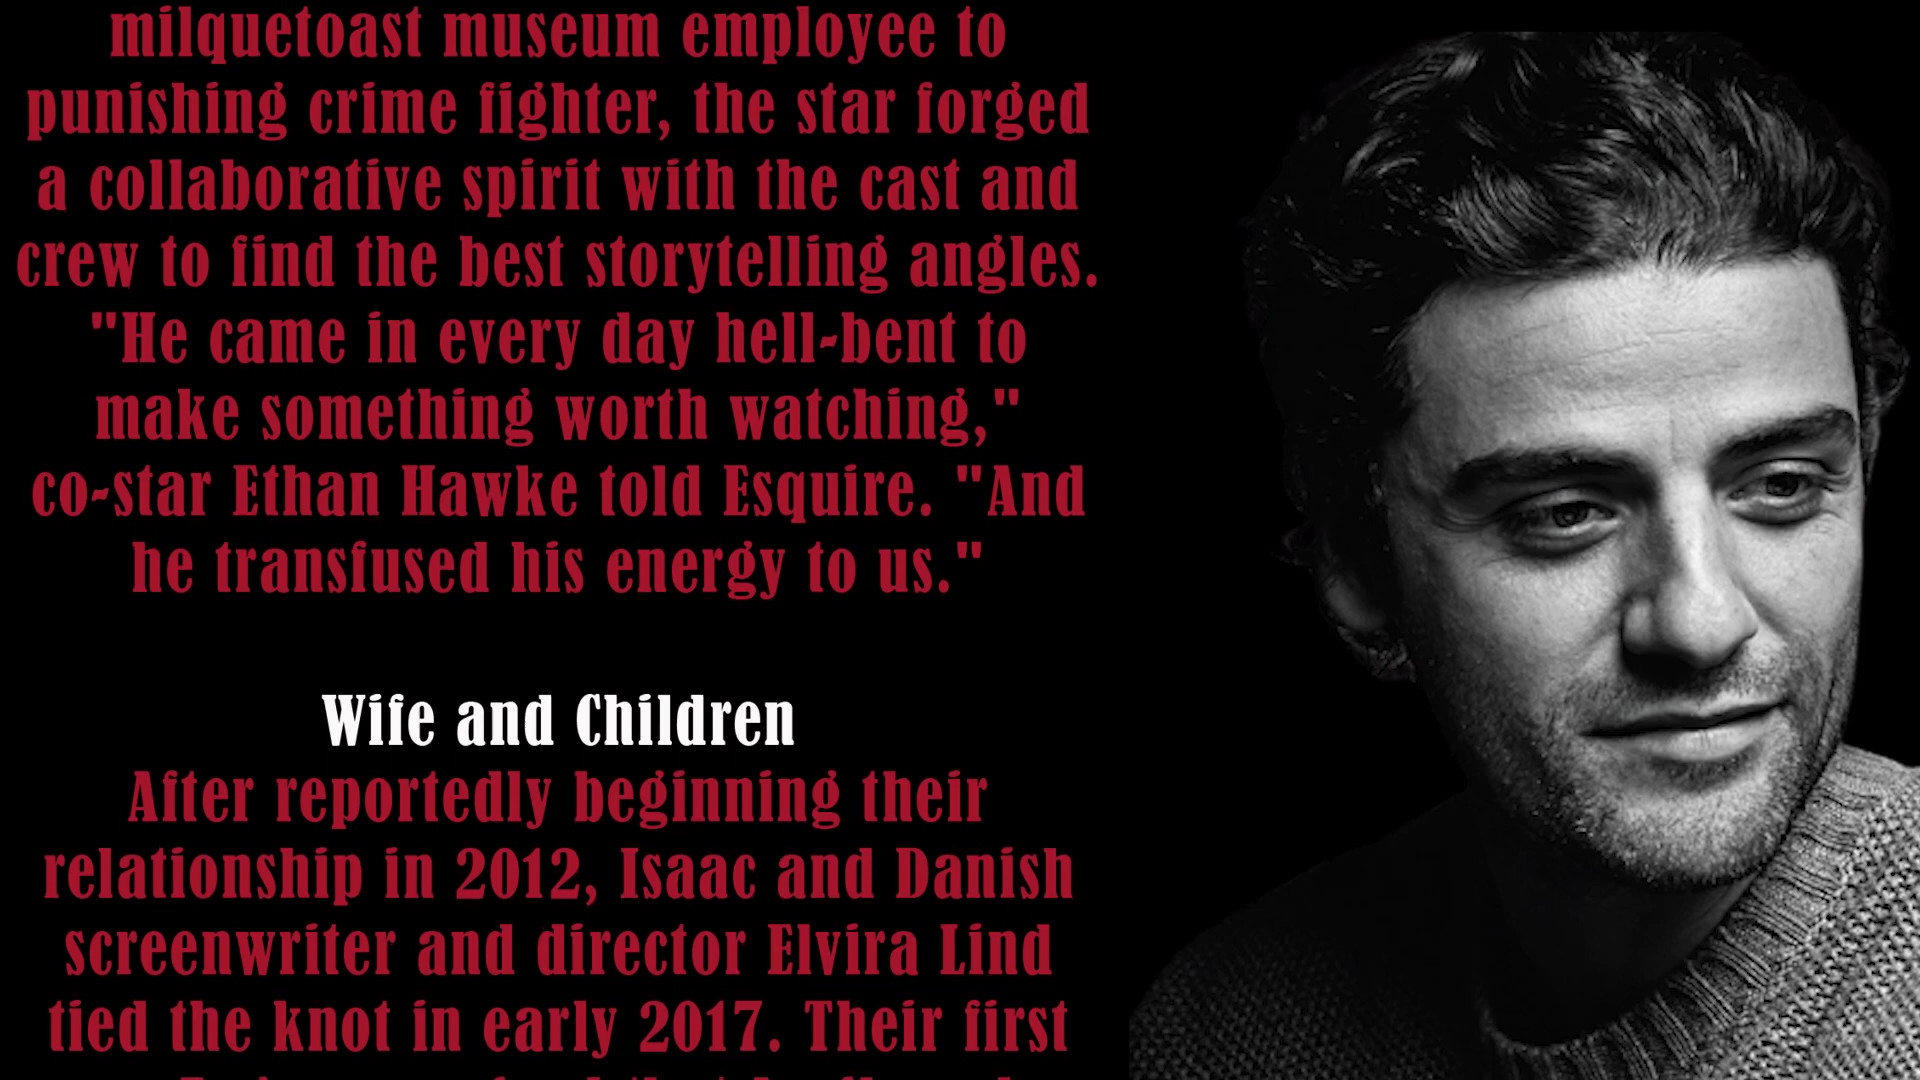 milquetoast museum employee to
punishing crime fighter, the star forged
a collaborative spirit with the cast and
crew to find the best storytelling angles.
"He came in every day hell-bent to
make something worth watching,"
co-star Ethan Hawke told Esquire. "And
he transfused his energy to us."
Wife and Children
After reportedly beginning their
relationship in 2012, Isaac and Danish
screenwriter and director Elvira Lind
tied the knot in early 2017. Their first